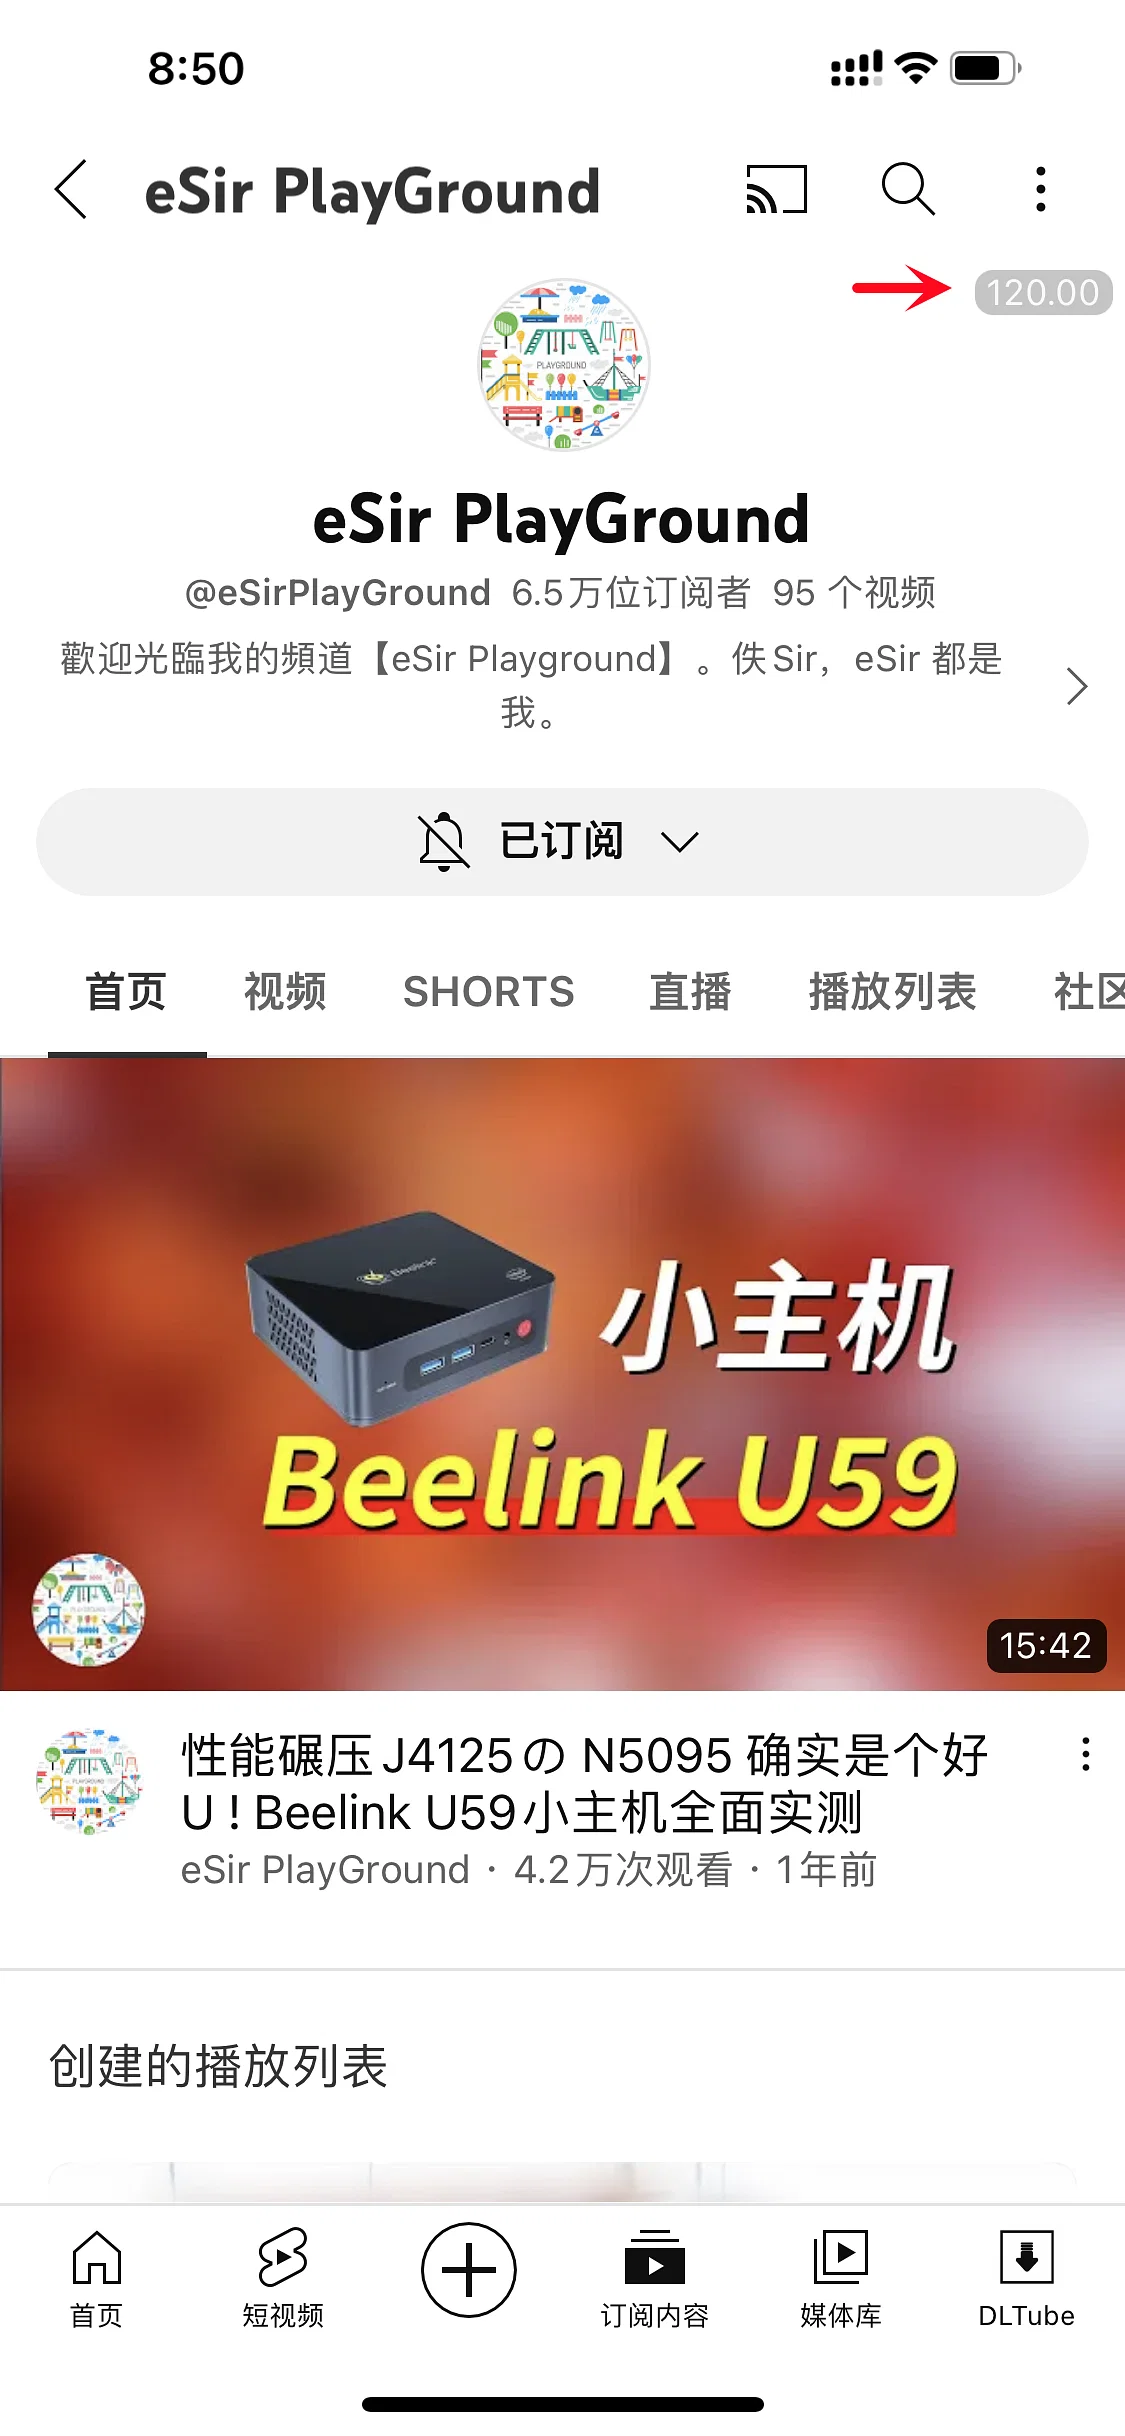 8:50
eSir PlayGround
120.00
PLAYGROUND
eSir PlayGround
@eSirPlayGround 6.5万位订阅者 95 个视频
歡迎光臨我的頻道【eSir Playground】。佚Sir，eSir 都是
我。
已订阅
首页 视频 SHORTS 直播 播放列表 社区
Beelink
小主机
Beelink U59
15:42
性能碾压J4125の N5095 确实是个好
U！Beelink U59小主机全面实测
eSir PlayGround · 4.2万次观看 · 1年前
创建的播放列表
首页 短视频 订阅内容 媒体库 DLTube